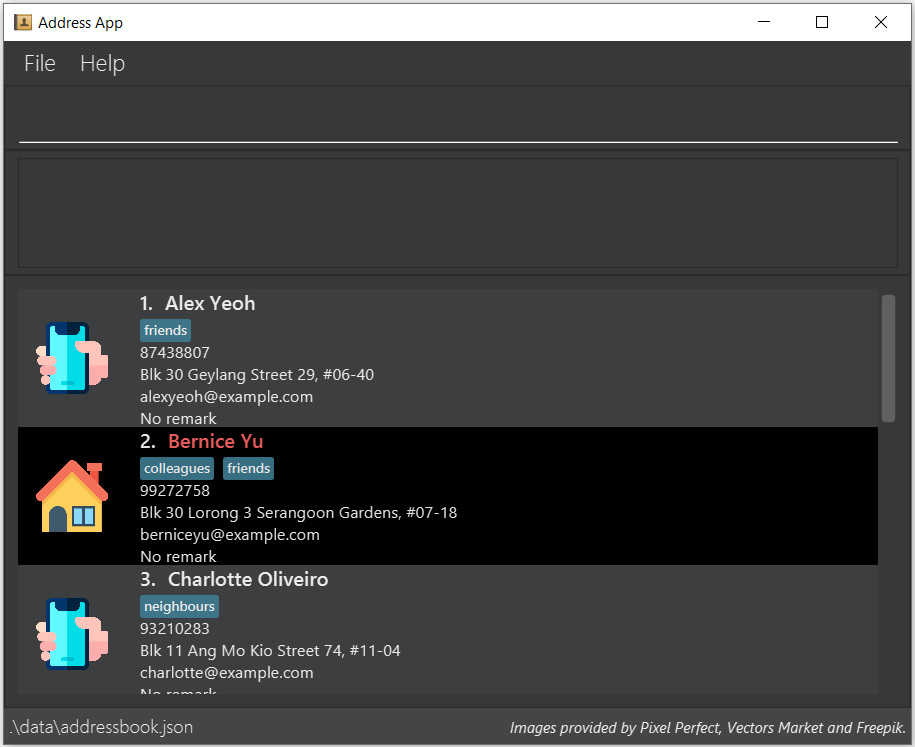 Address App
File Help
1. Alex Yeoh
friends
87438807
Blk 30 Geylang Street 29, #06-40
alexyeoh@example.com
No remark
2. Bernice Yu
colleagues friends
99272758
Blk 30 Lorong 3 Serangoon Gardens, #07-18
berniceyu@example.com
No remark
3. Charlotte Oliveiro
neighbours
93210283
Blk 11 Ang Mo Kio Street 74, #11-04
charlotte@example.com
No remark
.\data\addressbook.json
Images provided by Pixel Perfect, Vectors Market and Freepik.